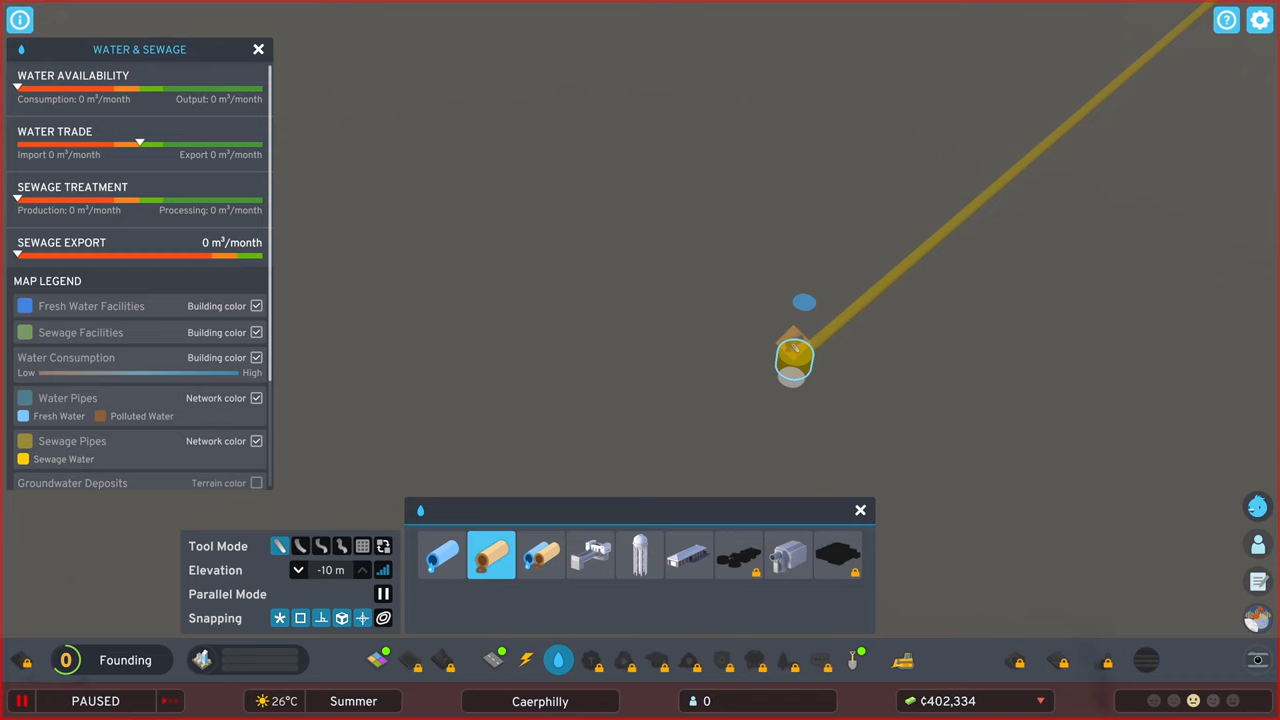 WATER & SEWAGE
WATER AVAILABILITY
Consumption: 0 m³/month Output: 0 m³/month
WATER TRADE
Import 0 m³/month Export 0 m³/month
SEWAGE TREATMENT
Production: 0 m³/month Processing: 0 m³/month
SEWAGE EXPORT 0 m³/month
MAP LEGEND
Fresh Water Facilities Building color
Sewage Facilities Building color
Water Consumption Building color
Low High
Water Pipes Network color
Fresh Water Polluted Water
Sewage Pipes Network color
Sewage Water
Groundwater Deposits Terrain color
Tool Mode
Elevation -10 m
Parallel Mode
Snapping
0 Founding
PAUSED 26°C Summer Caerphilly 0 ¢402,334